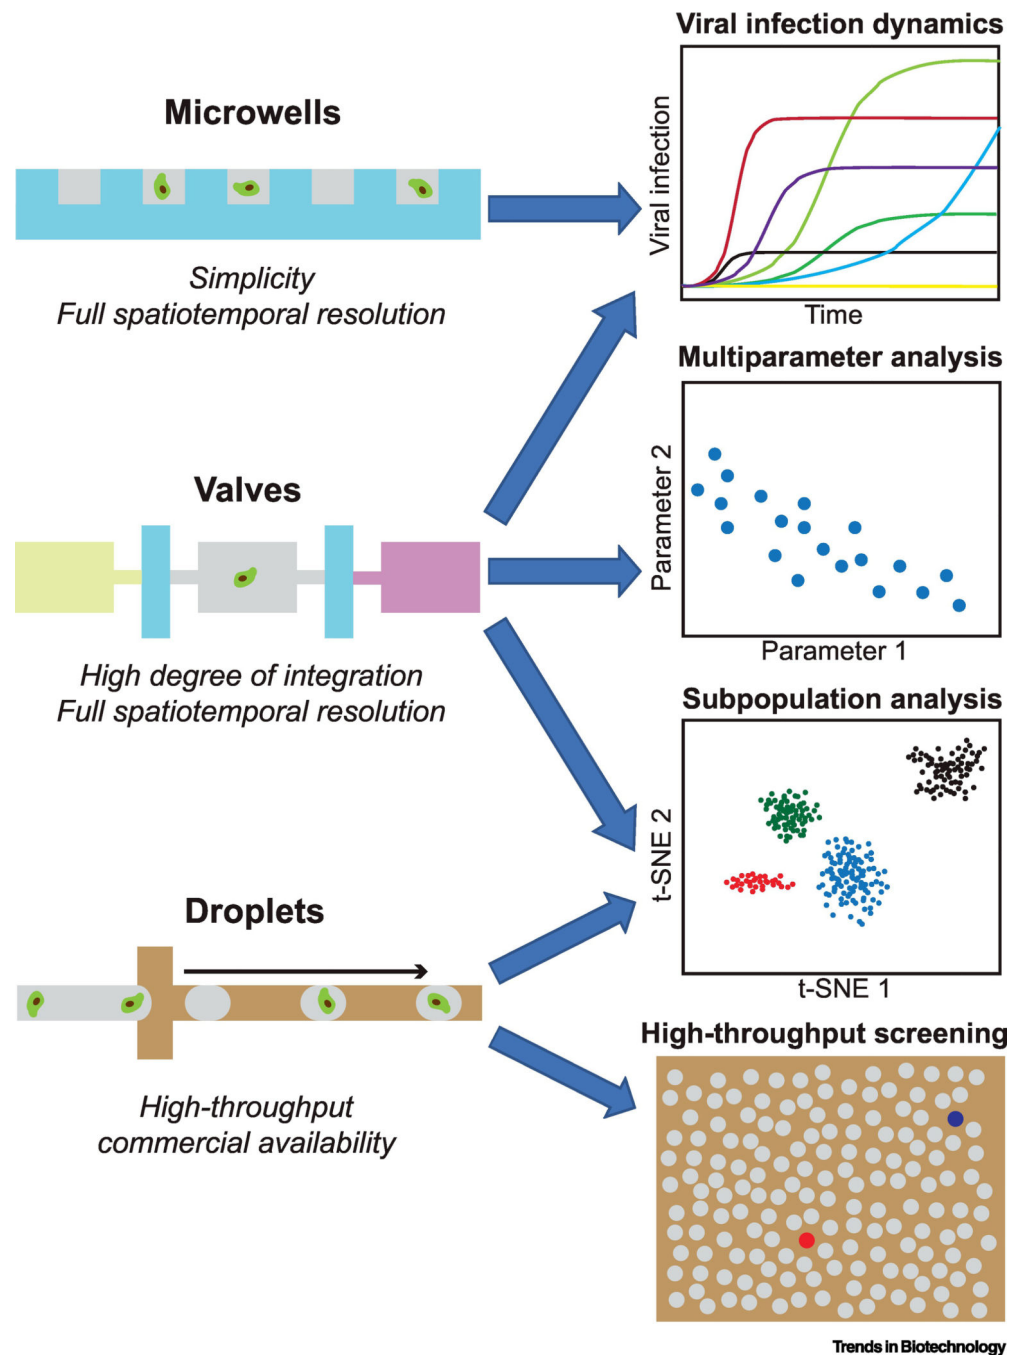 Viral infection dynamics
Microwells
Viral infection
Time
Simplicity
Full spatiotemporal resolution
Multiparameter analysis
Valves
Parameter 2
Parameter 1
High degree of integration
Full spatiotemporal resolution
Subpopulation analysis
t-SNE 2
t-SNE 1
Droplets
High-throughput
commercial availability
High-throughput screening
Trends in Biotechnology